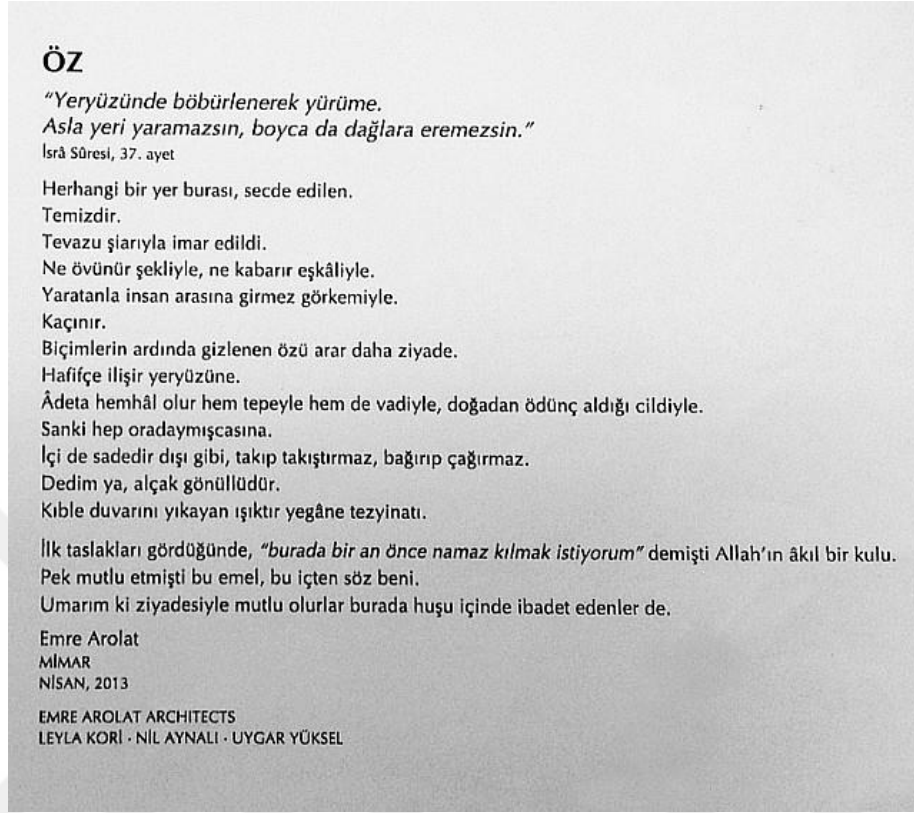 ÖZ
"Yeryüzünde böbürlenerek yürüme.
Asla yeri yaramazsın, boyca da dağlara eremezsin."
İsrâ Sûresi, 37. ayet
Herhangi bir yer burası, secde edilen.
Temizdir.
Tevazu şiarıyla imar edildi.
Ne övünür şekliyle, ne kabarır eşkâliyle.
Yaratanla insan arasına girmez görkemiyle.
Kaçınır.
Biçimlerin ardında gizlenen özü arar daha ziyade.
Hafifçe ilişir yeryüzüne.
Âdeta hemhâl olur hem tepeyle hem de vadiyle, doğadan ödünç aldığı cildiyle.
Sanki hep oradaymışcasına.
İçi de sadedir dışı gibi, takıp takıştırmaz, bağırıp çağırmaz.
Dedim ya, alçak gönüllüdür.
Kıble duvarını yıkayan ışıktır yegâne tezyinatı.
İlk taslakları gördüğünde, "burada bir an önce namaz kılmak istiyorum" demişti Allah'ın âkıl bir kulu.
Pek mutlu etmişti bu emel, bu içten söz beni.
Umarım ki ziyadesiyle mutlu olurlar burada huşu içinde ibadet edenler de.
Emre Arolat
MİMAR
NİSAN, 2013
EMRE AROLAT ARCHITECTS
LEYLA KORİ · NİL AYNALI · UYGAR YÜKSEL